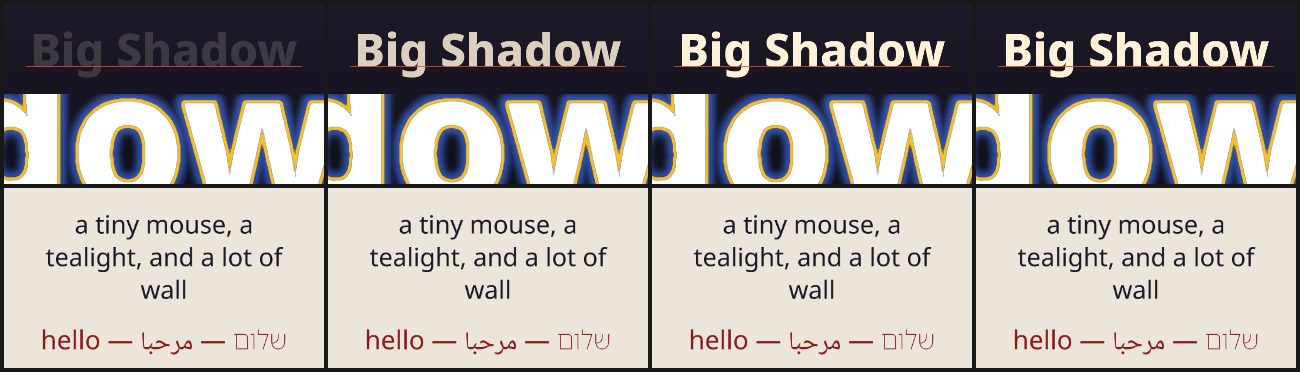 Big Shadow
dow
a tiny mouse, a
tealight, and a lot of
wall
hello — مرحبا — שלום
Big Shadow
dow
a tiny mouse, a
tealight, and a lot of
wall
hello — مرحبا — שלום
Big Shadow
dow
a tiny mouse, a
tealight, and a lot of
wall
hello — مرحبا — שלום
Big Shadow
dow
a tiny mouse, a
tealight, and a lot of
wall
hello — مرحبا — שלום